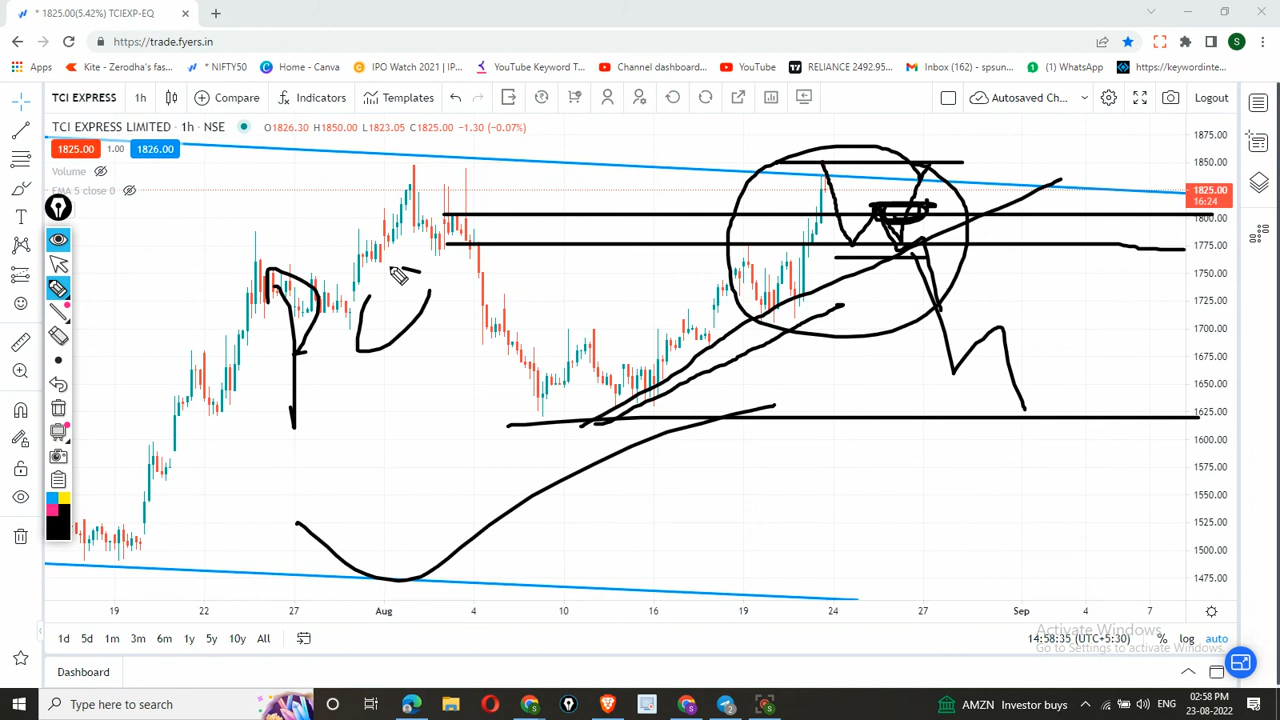 * 1825.00(5.42%) TCIEXP-EQ
https://trade.fyers.in
Apps
Kite - Zerodha's fas...
* NIFTY50
Home - Canva
IPO Watch 2021 | IP...
YouTube Keyword T...
Channel dashboard...
YouTube
RELIANCE 2492.95...
Inbox (162) - spsun...
(1) WhatsApp
https://keywordinte...
TCI EXPRESS
1h
Compare
Indicators
Templates
Autosaved Ch...
Logout
TCI EXPRESS LIMITED · 1h · NSE
O1826.30 H1850.00 L1823.05 C1825.00 -1.30 (-0.07%)
1825.00
1.00
1826.00
Volume
EMA 5 close 0
1875.00
1850.00
1825.00
16:24
1800.00
1775.00
1750.00
1725.00
1700.00
1675.00
1650.00
1625.00
1600.00
1575.00
1550.00
1525.00
1500.00
1475.00
19
22
27
Aug
4
10
16
19
24
27
Sep
4
7
1d
5d
1m
3m
6m
1y
5y
10y
All
14:58:35 (UTC+5:30)
%
log
auto
Activate Windows
Go to Settings to activate Windows.
Dashboard
Type here to search
AMZN Investor buys
ENG
02:58 PM
23-08-2022